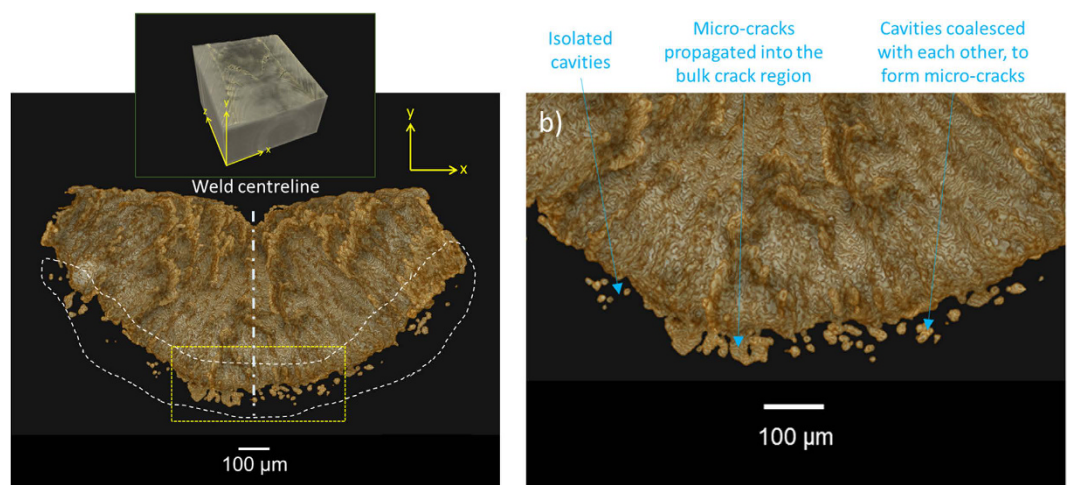 z
y
x
y
x
Weld centreline
100 μm
Isolated
cavities
Micro-cracks
propagated into the
bulk crack region
Cavities coalesced
with each other, to
form micro-cracks
b)
100 μm